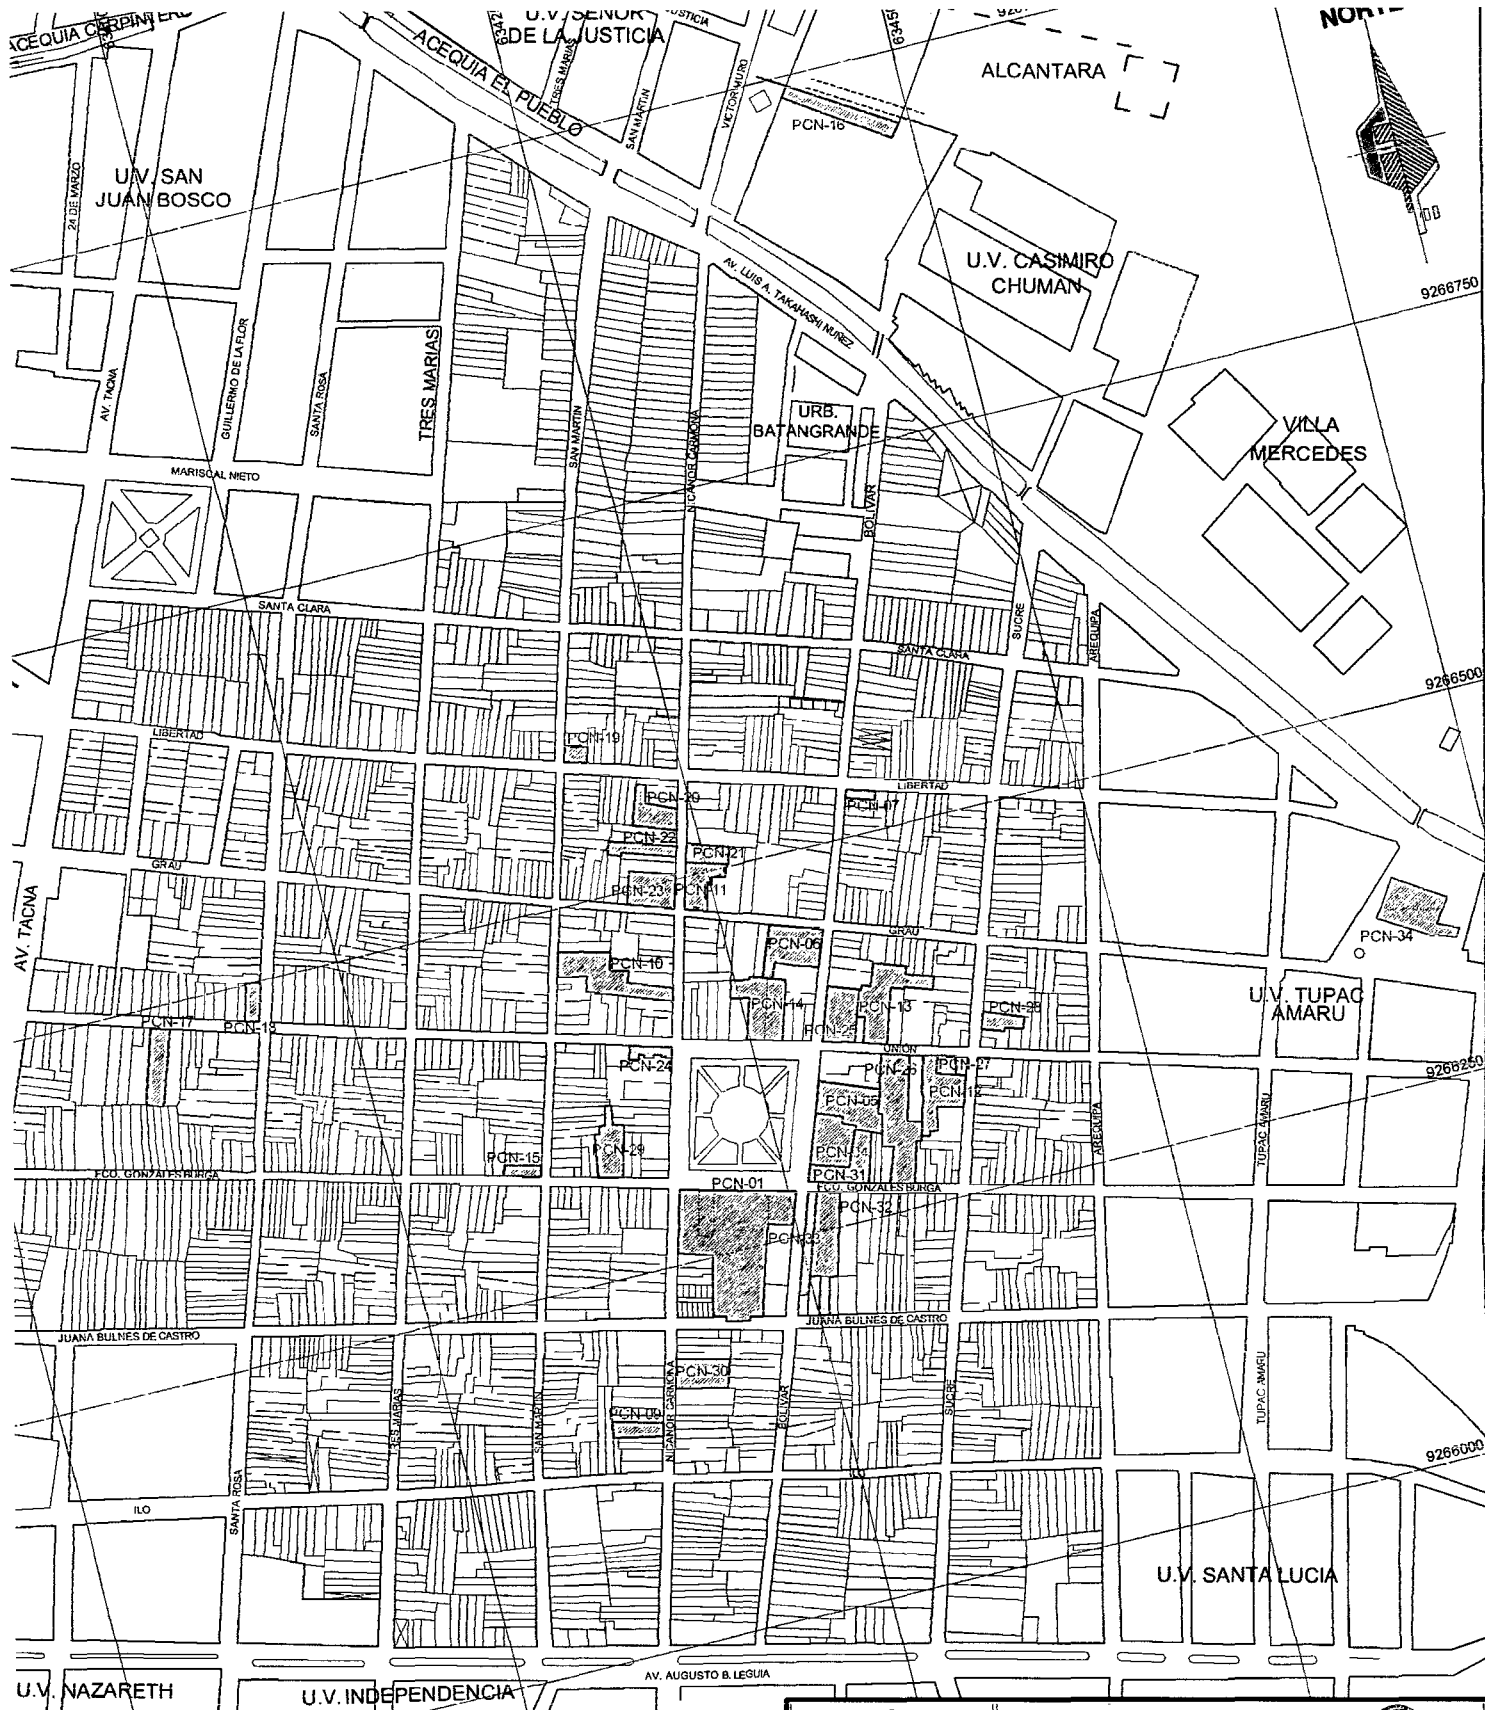 ACEQUIA CARPINTERO
U.V. SEÑOR
DE LA JUSTICIA
JUSTICIA
NORTE
ACEQUIA EL PUEBLO
TRES MARIAS
SAN MARTIN
VICTOR MURO
ALCANTARA
PCN-16
U.V. SAN
JUAN BOSCO
24 DE MARZO
U.V. CASIMIRO
CHUMAN
AV. LUIS A. TAKAHASHI NUÑEZ
9266750
AV. TACNA
GUILLERMO DE LA FLOR
SANTA ROSA
TRES MARIAS
SAN MARTIN
NICANOR CARMONA
URB.
BATANGRANDE
BOLIVAR
VILLA
MERCEDES
MARISCAL NIETO
SANTA CLARA
SUCRE
AREQUIPA
SANTA CLARA
9266500
LIBERTAD
PCN-19
LIBERTAD
PCN-20
PCN-07
PCN-22
PCN-21
GRAU
PCN-23
PCN-11
AV. TACNA
GRAU
PCN-34
PCN-06
PCN-10
U.V. TUPAC
AMARU
PCN-14
PCN-13
PCN-28
PCN-17
PCN-18
PCN-25
UNION
PCN-24
PCN-26
PCN-27
9266250
PCN-12
PCN-05
TUPAC AMARU
AREQUIPA
PCN-29
PCN-15
PCN-31
FCO. GONZALES BURGA
PCN-01
FCO. GONZALES BURGA
PCN-32
PCN-33
JUANA BULNES DE CASTRO
JUANA BULNES DE CASTRO
PCN-30
PCN-09
TRES MARIAS
SAN MARTIN
NICANOR CARMONA
BOLIVAR
SUCRE
TUPAC AMARU
9266000
ILO
SANTA ROSA
ILO
U.V. SANTA LUCIA
AV. AUGUSTO B. LEGUIA
U.V. NAZARETH
U.V. INDEPENDENCIA